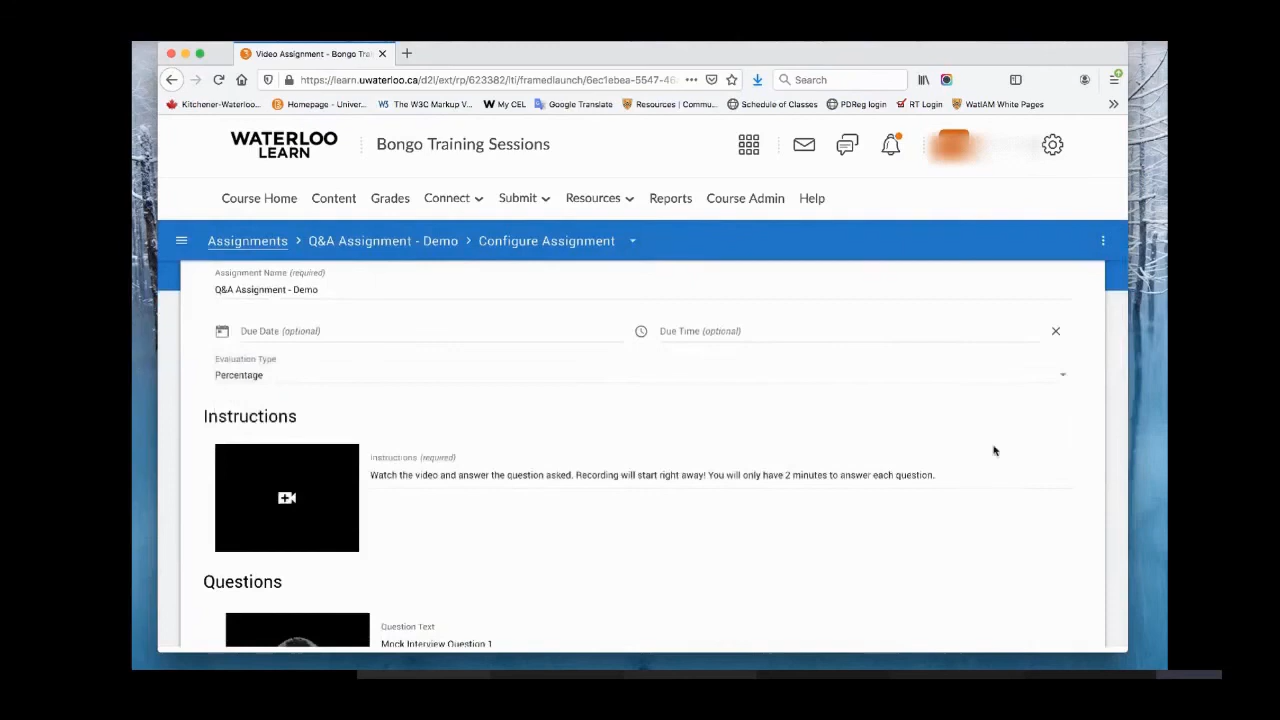 Video Assignment - Bongo Trai
https://learn.uwaterloo.ca/d2l/ext/rp/623382/lti/framedlaunch/6ec1ebea-5547-46
Search
Kitchener-Waterloo...
Homepage - Univer...
The W3C Markup V...
My CEL
Google Translate
Resources | Commu...
Schedule of Classes
PDReg login
RT Login
WatIAM White Pages
WATERLOO
LEARN
Bongo Training Sessions
Course Home
Content
Grades
Connect
Submit
Resources
Reports
Course Admin
Help
Assignments > Q&A Assignment - Demo > Configure Assignment
Assignment Name (required)
Q&A Assignment - Demo
Due Date (optional)
Due Time (optional)
Evaluation Type
Percentage
Instructions
Instructions (required)
Watch the video and answer the question asked. Recording will start right away! You will only have 2 minutes to answer each question.
Questions
Question Text
Mock Interview Question 1